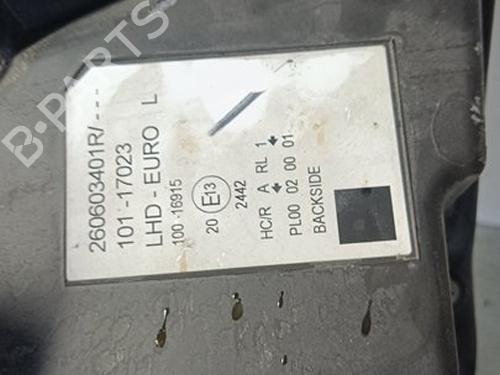 260603401R/---
101-17023
LHD - EURO L
100-16915
20 E13
2442
HC/R A RL 1
PL00 02 00 01
BACKSIDE
B-PARTS